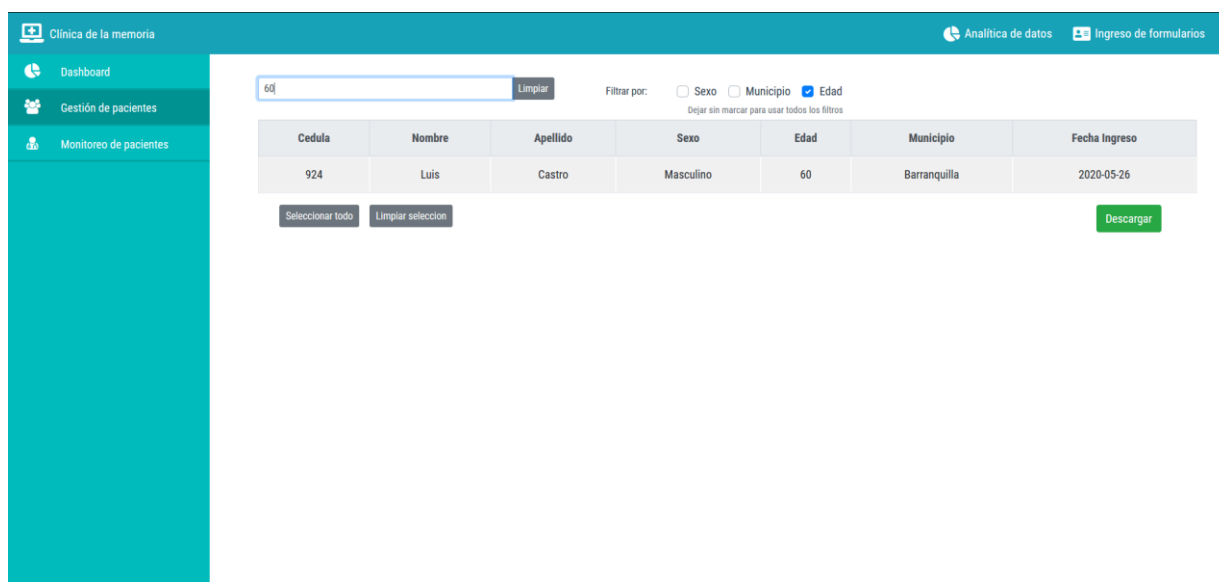 Clínica de la memoria
Analítica de datos
Ingreso de formularios
Dashboard
Gestión de pacientes
Monitoreo de pacientes
60
Limpiar
Filtrar por:
Sexo
Municipio
Edad
Dejar sin marcar para usar todos los filtros
Cedula Nombre Apellido Sexo Edad Municipio Fecha Ingreso
924 Luis Castro Masculino 60 Barranquilla 2020-05-26
Seleccionar todo
Limpiar seleccion
Descargar